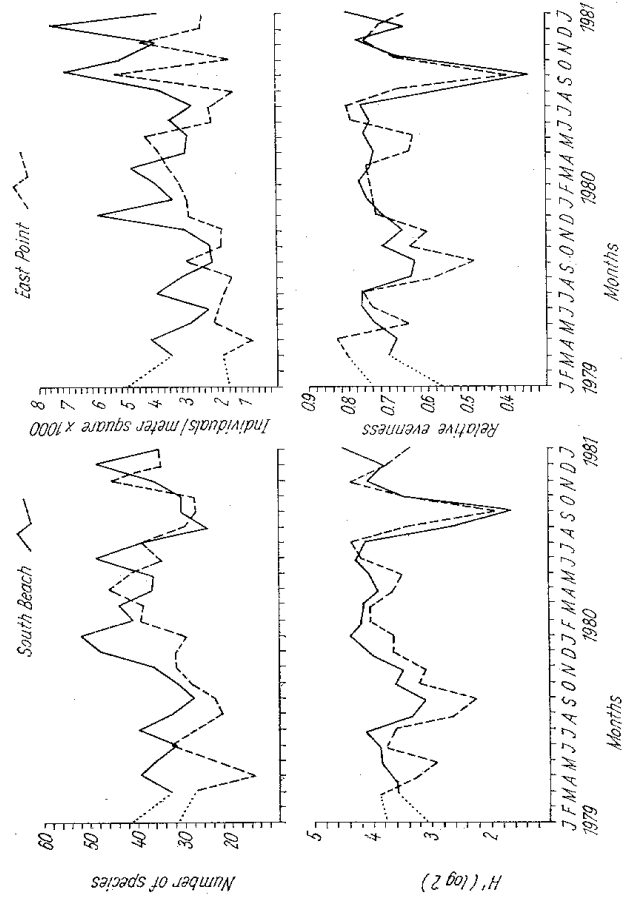 South Beach
East Point
Number of species
60
50
40
30
20
Individuals/meter square x 1000
8
7
6
5
4
3
2
1
H' (log 2)
5
4
3
2
J F M A M J J A S O N D J F M A M J J A S O N D J
1979
1980
1981
Months
Relative evenness
0.9
0.8
0.7
0.6
0.5
0.4
J F M A M J J A S O N D J F M A M J J A S O N D J
1979
1980
1981
Months